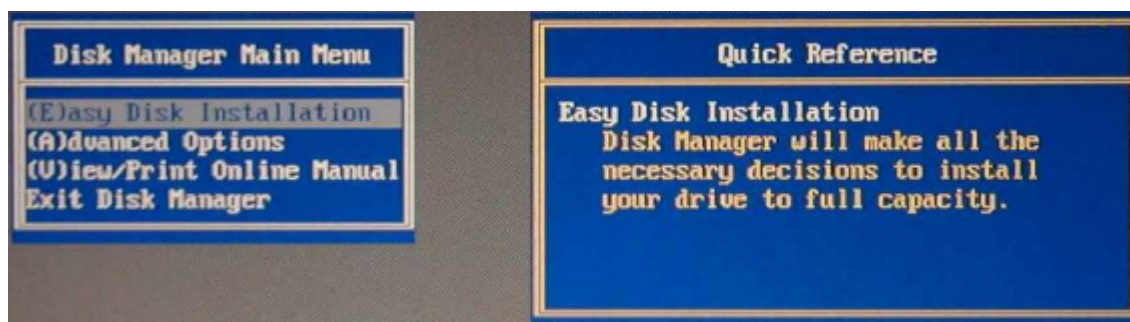 Disk Manager Main Menu
(E)asy Disk Installation
(A)dvanced Options
(V)iew/Print Online Manual
Exit Disk Manager
Quick Reference
Easy Disk Installation
Disk Manager will make all the
necessary decisions to install
your drive to full capacity.